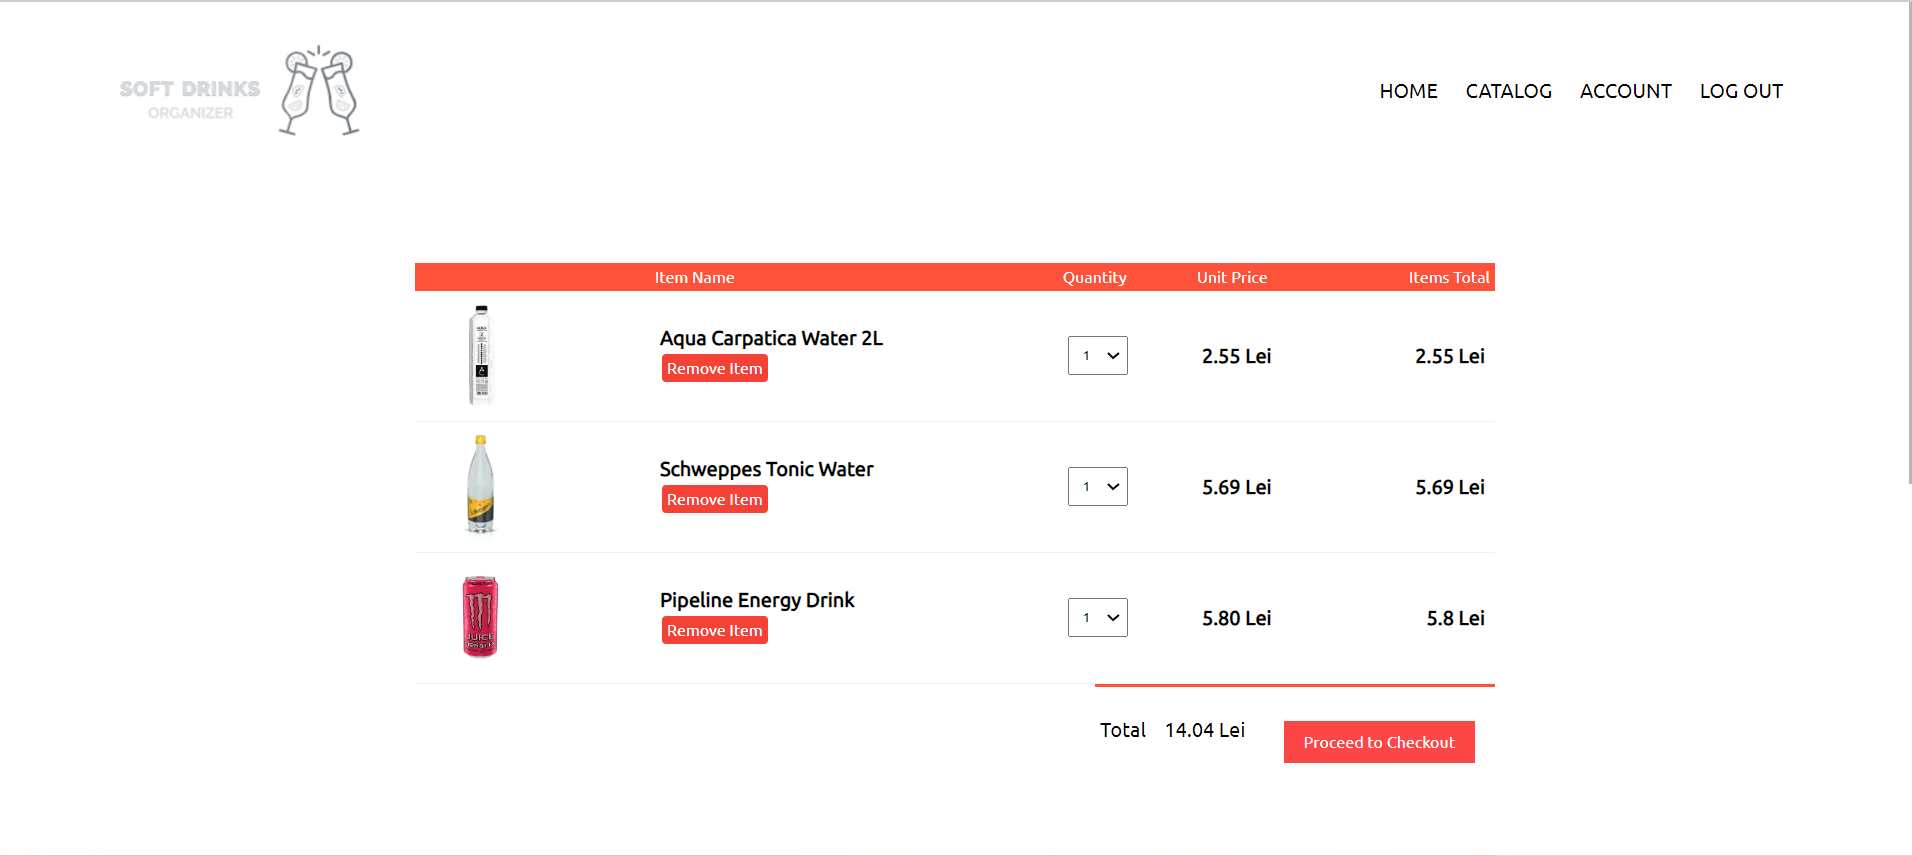 SOFT DRINKS
ORGANIZER
HOME CATALOG ACCOUNT LOG OUT
Item Name Quantity Unit Price Items Total
Aqua Carpatica Water 2L
Remove Item
1 2.55 Lei 2.55 Lei
Schweppes Tonic Water
Remove Item
1 5.69 Lei 5.69 Lei
JUICE
Pipeline Energy Drink
Remove Item
1 5.80 Lei 5.8 Lei
Total 14.04 Lei Proceed to Checkout